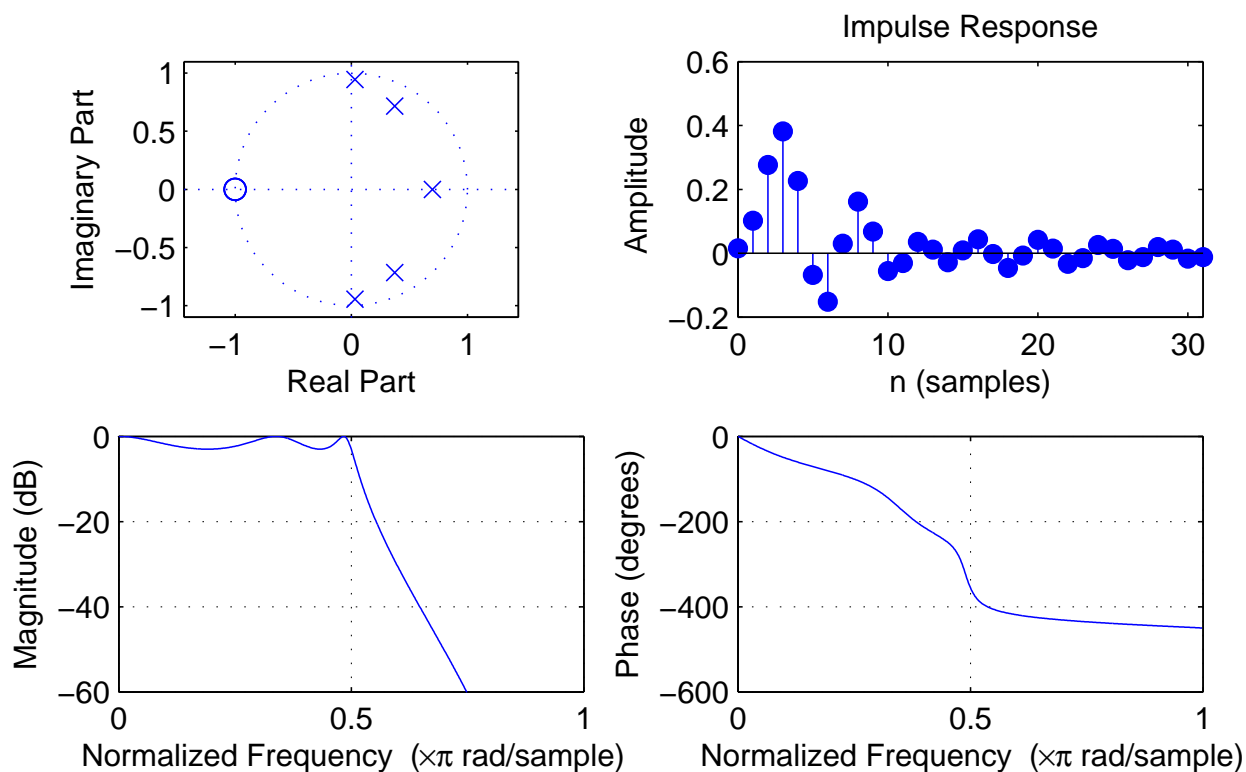 Imaginary Part
1
0.5
0
−0.5
−1
−1 0 1
Real Part
Impulse Response
Amplitude
0.6
0.4
0.2
0
−0.2
0 10 20 30
n (samples)
Magnitude (dB)
0
−20
−40
−60
0 0.5 1
Normalized Frequency (×π rad/sample)
Phase (degrees)
0
−200
−400
−600
0 0.5 1
Normalized Frequency (×π rad/sample)